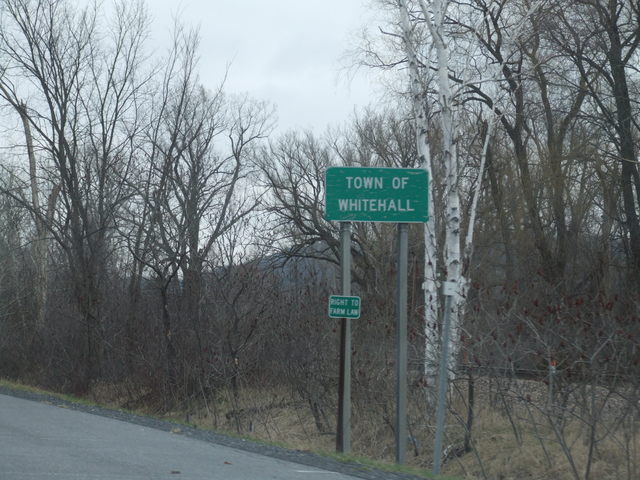 TOWN OF
WHITEHALL
RIGHT TO
FARM LAW